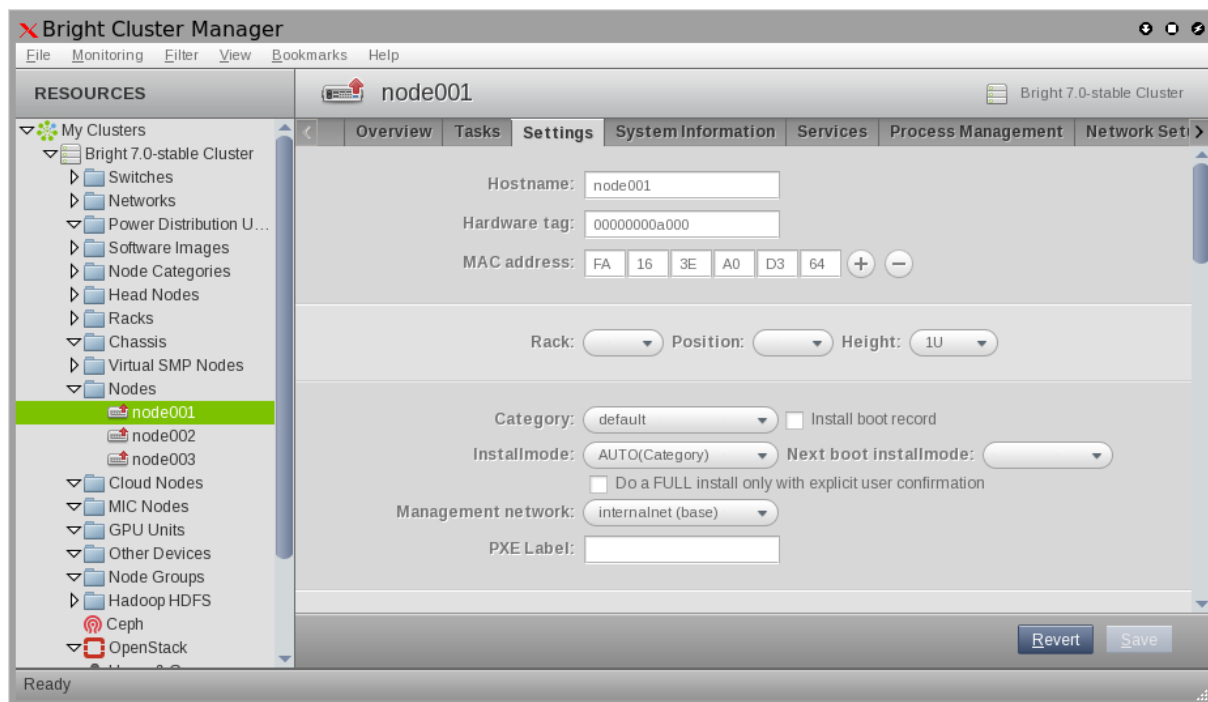 Bright Cluster Manager
File Monitoring Filter View Bookmarks Help
RESOURCES
node001
Bright 7.0-stable Cluster
My Clusters
Bright 7.0-stable Cluster
Switches
Networks
Power Distribution U...
Software Images
Node Categories
Head Nodes
Racks
Chassis
Virtual SMP Nodes
Nodes
node001
node002
node003
Cloud Nodes
MIC Nodes
GPU Units
Other Devices
Node Groups
Hadoop HDFS
Ceph
OpenStack
Overview Tasks Settings System Information Services Process Management Network
Hostname: node001
Hardware tag: 00000000a000
MAC address: FA 16 3E A0 D3 64
Rack: Position: Height: 1U
Category: default Install boot record
Installmode: AUTO(Category) Next boot installmode:
Do a FULL install only with explicit user confirmation
Management network: internalnet (base)
PXE Label:
Revert Save
Ready